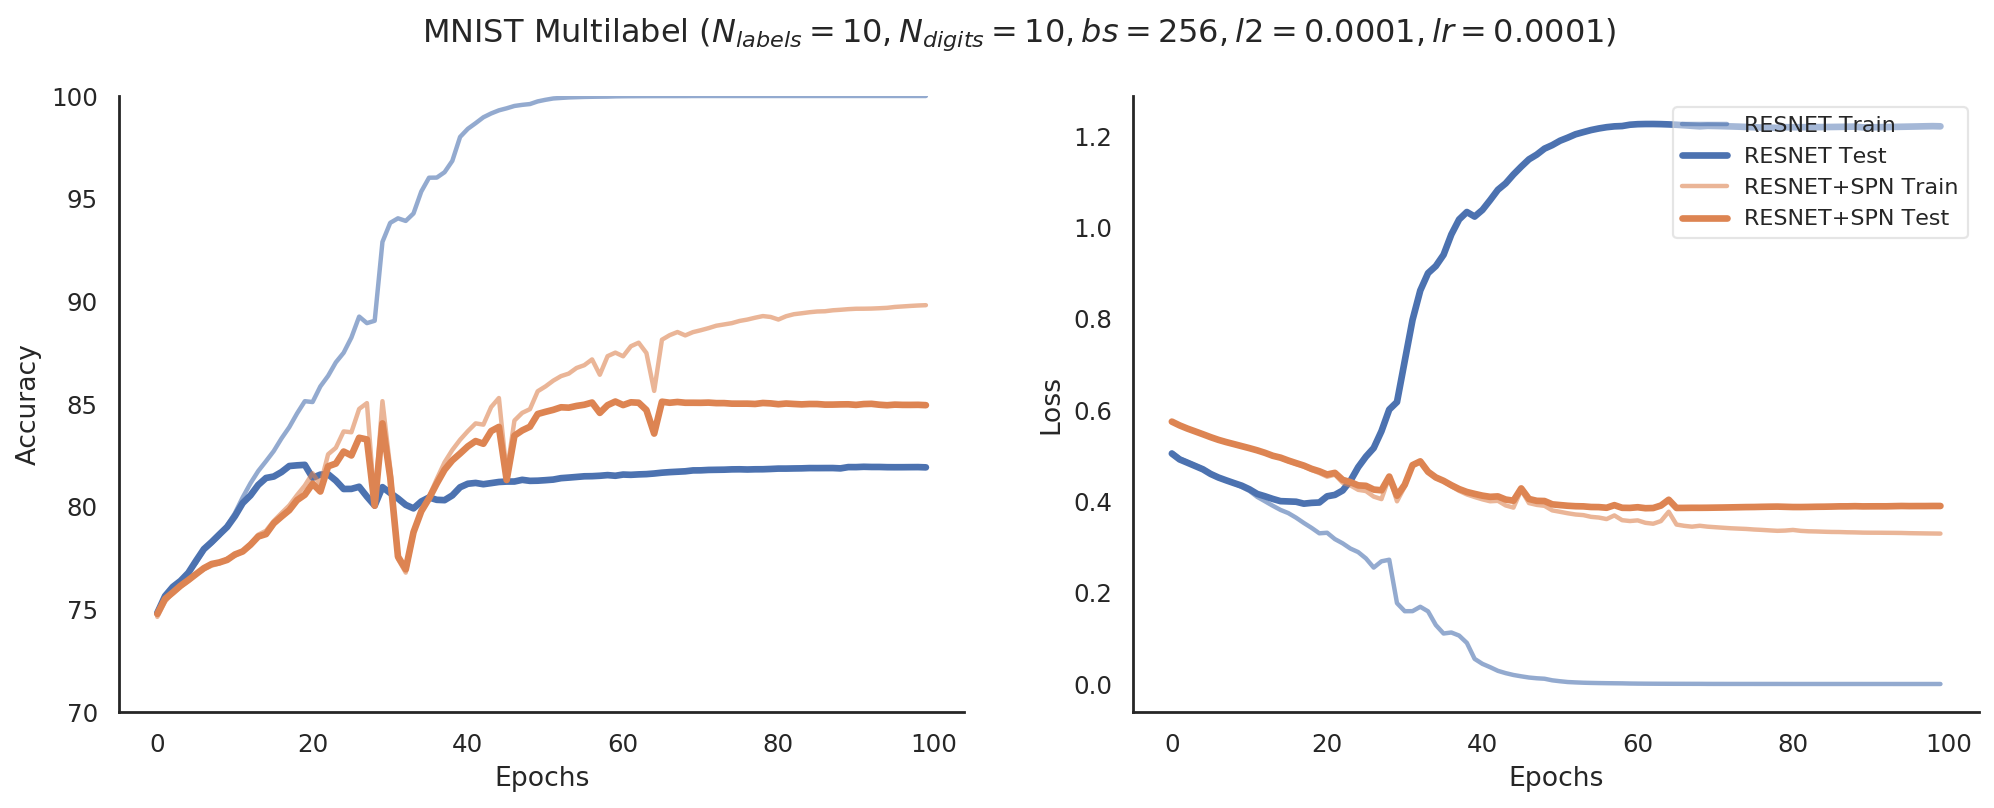 MNIST Multilabel (N_labels = 10, N_digits = 10, bs = 256, l2 = 0.0001, lr = 0.0001)
100
95
90
85
80
75
70
Accuracy
0 20 40 60 80 100
Epochs
1.2
1.0
0.8
0.6
0.4
0.2
0.0
Loss
RESNET Train
RESNET Test
RESNET+SPN Train
RESNET+SPN Test
0 20 40 60 80 100
Epochs